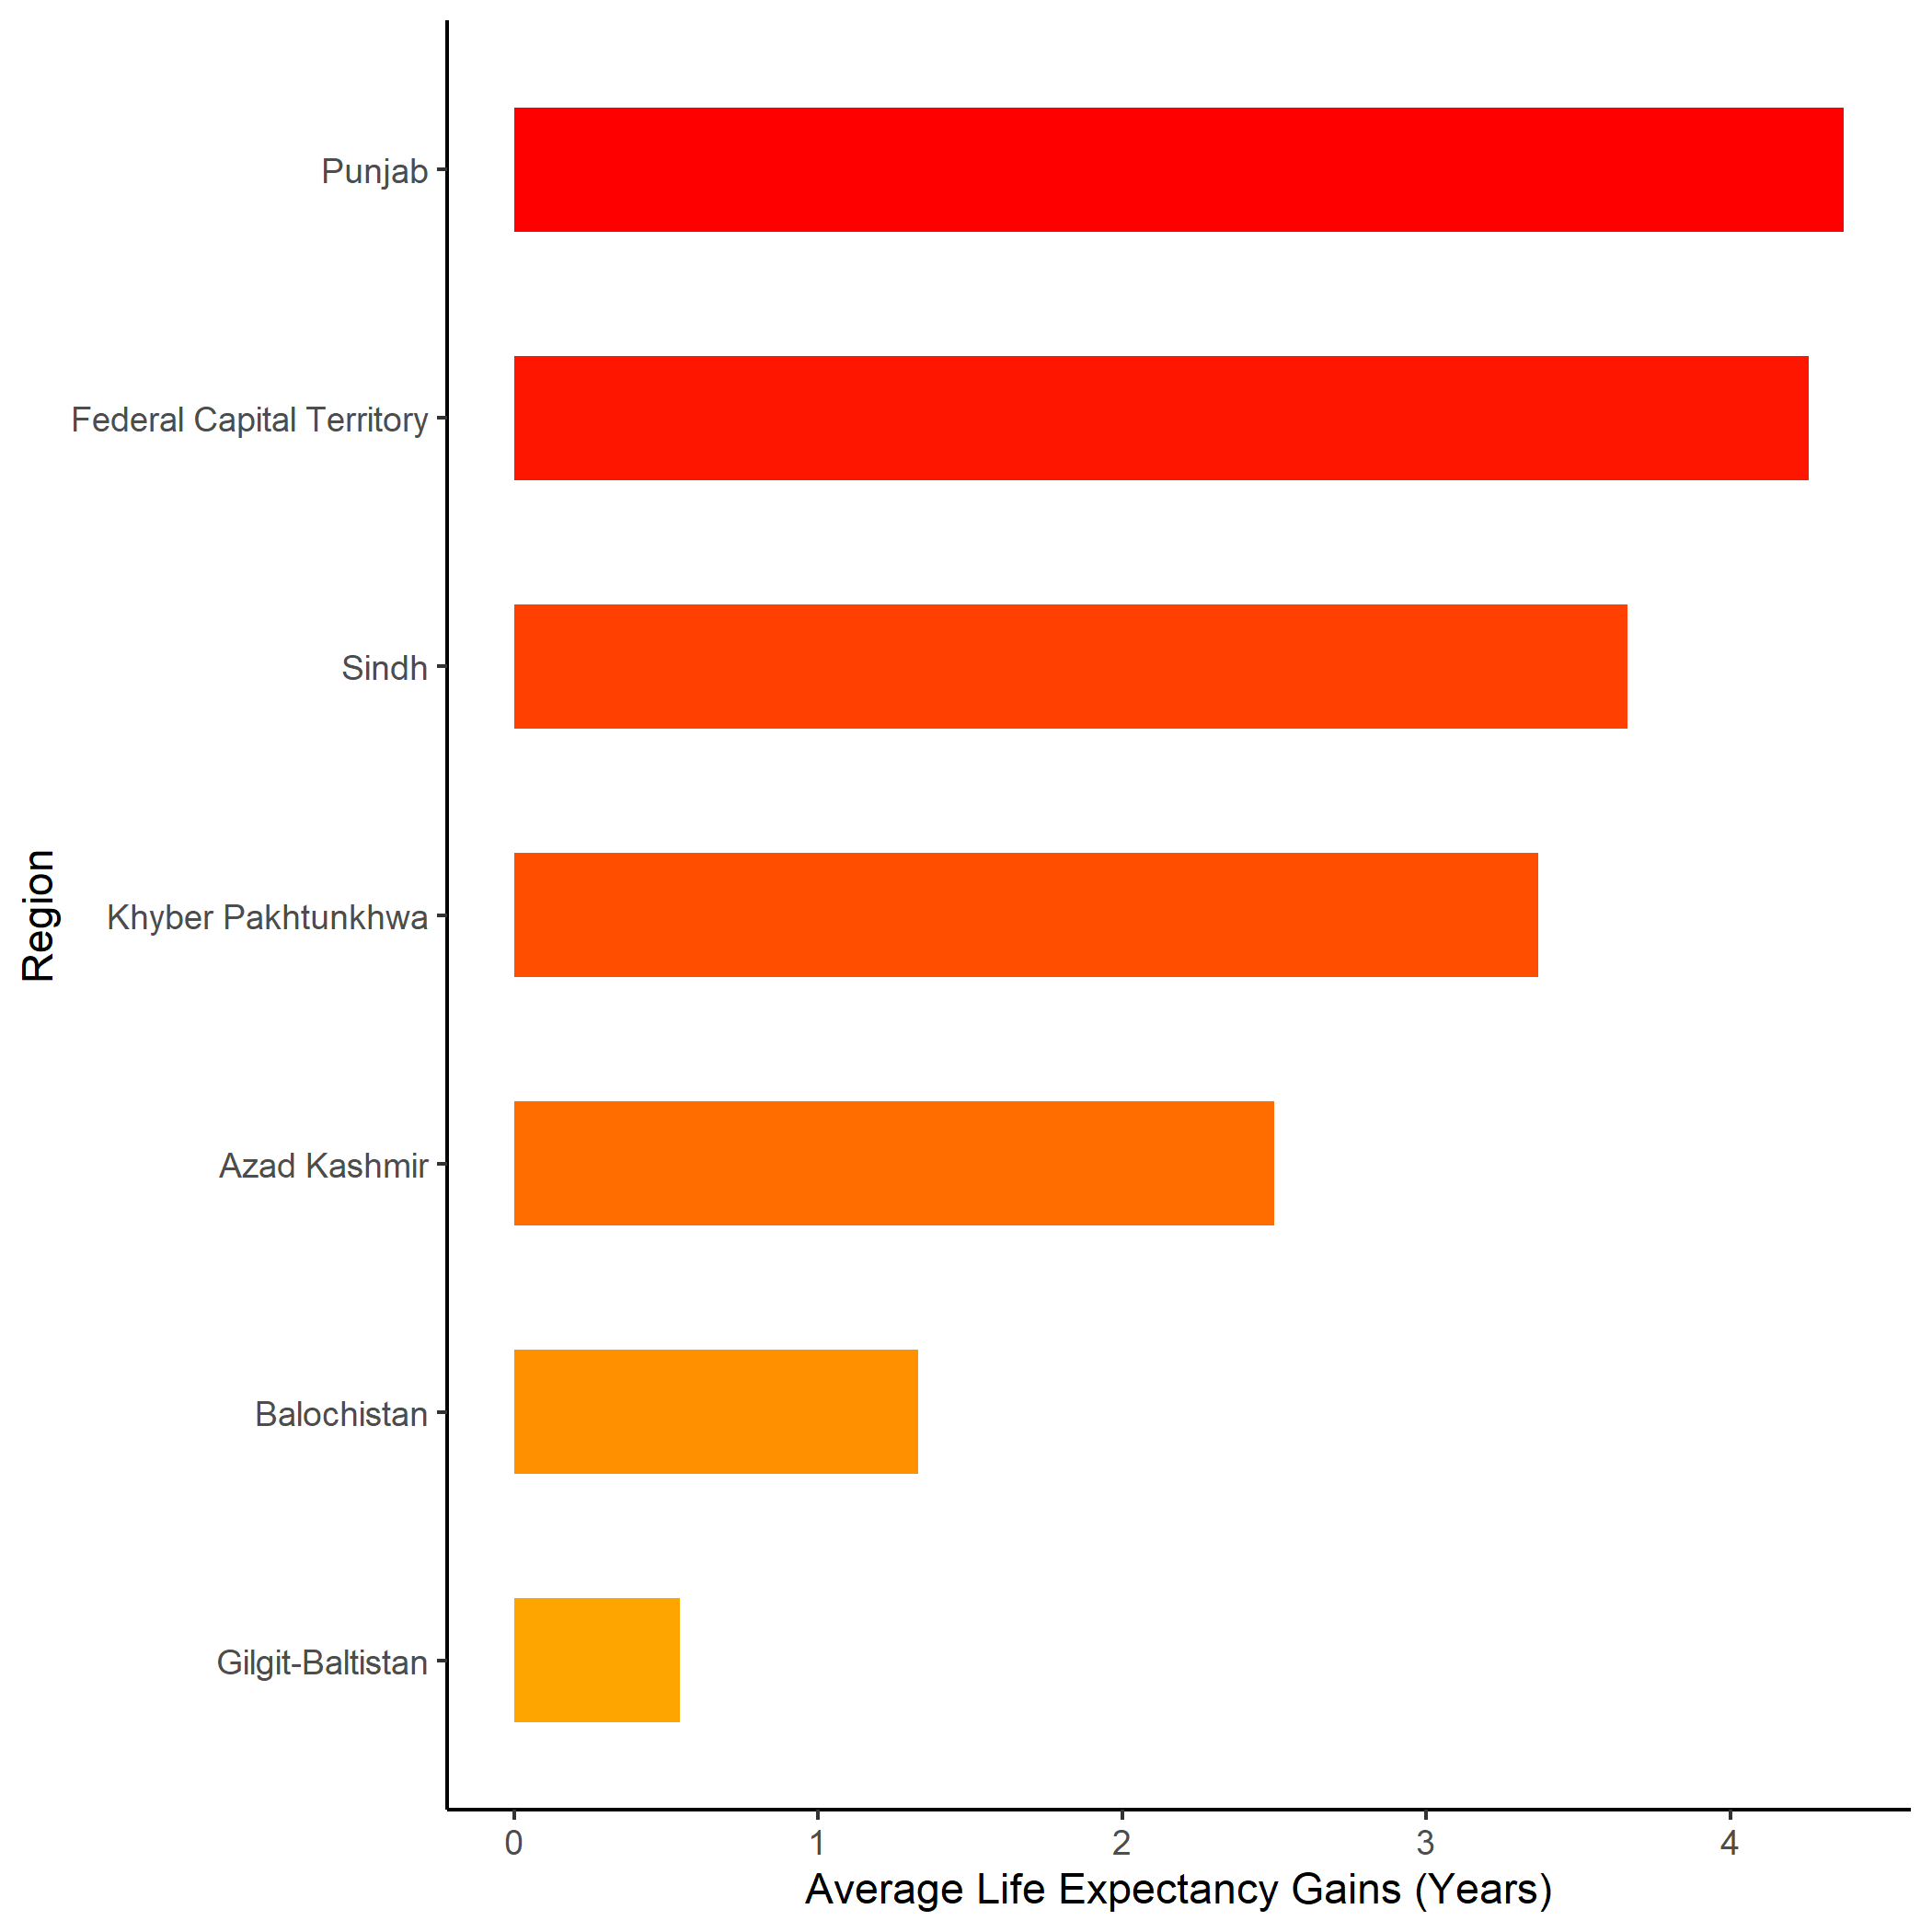 Punjab
Federal Capital Territory
Sindh
Khyber Pakhtunkhwa
Azad Kashmir
Balochistan
Gilgit-Baltistan
Region
0 1 2 3 4
Average Life Expectancy Gains (Years)